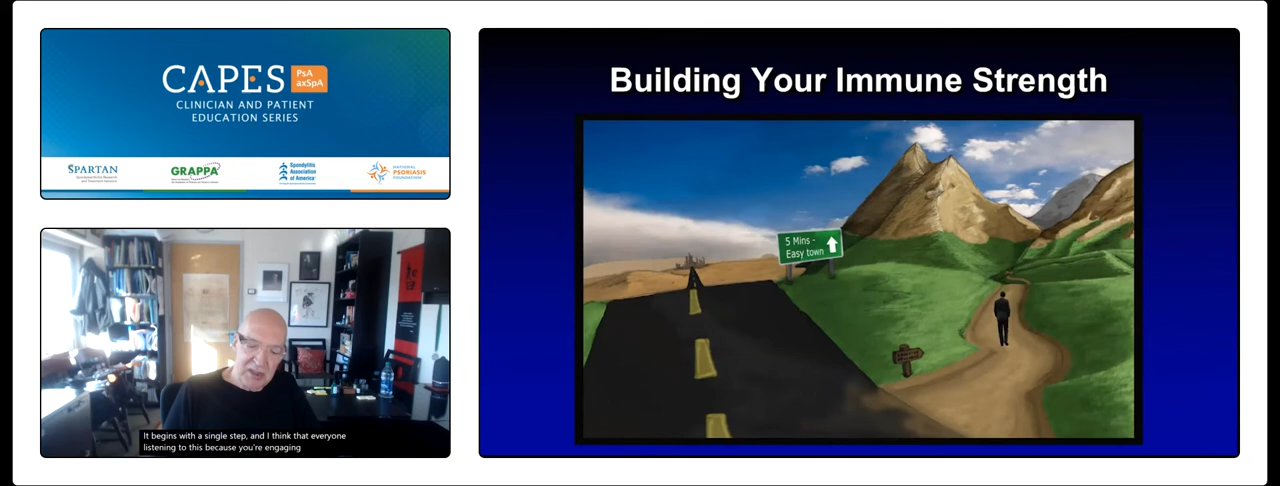 CAPES
PsA
axSpA
CLINICIAN AND PATIENT
EDUCATION SERIES
SPARTAN
GRAPPA
Spondylitis
Association
of America
NATIONAL
PSORIASIS
FOUNDATION
It begins with a single step, and I think that everyone
listening to this because you're engaging
Building Your Immune Strength
5 Mins -
Easy town